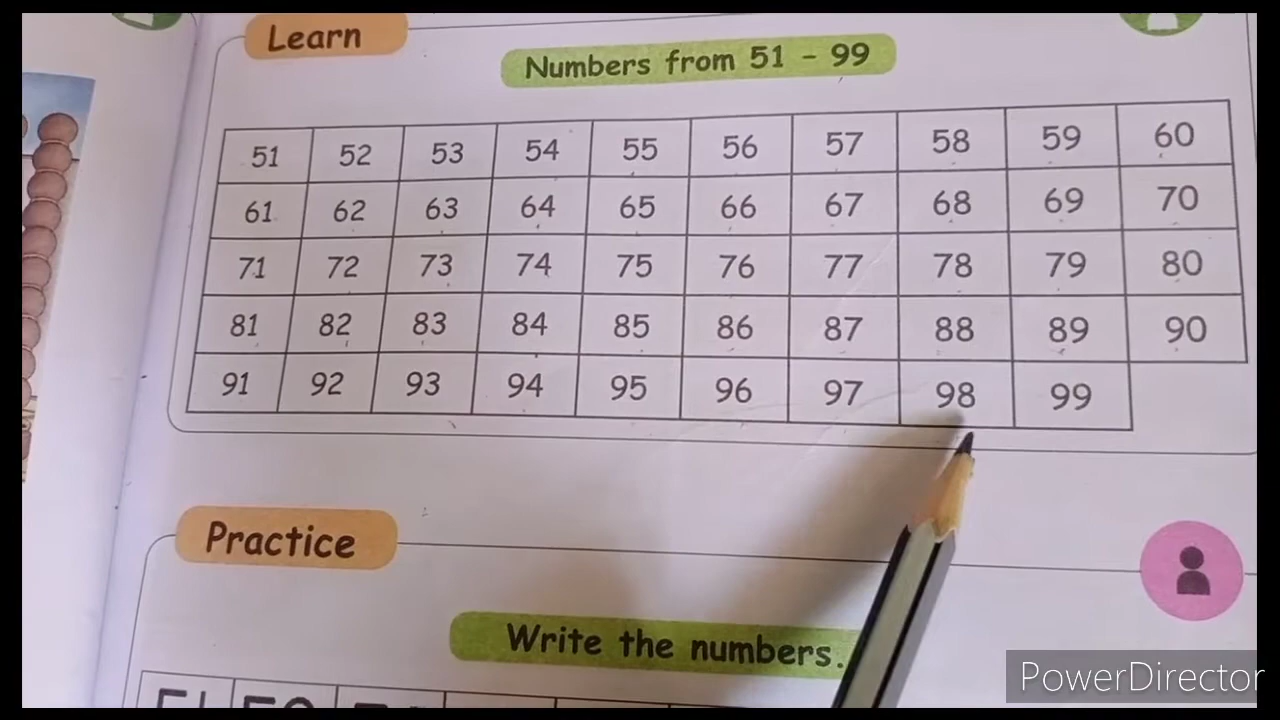 Learn
Numbers from 51 - 99
51 52 53 54 55 56 57 58 59 60
61 62 63 64 65 66 67 68 69 70
71 72 73 74 75 76 77 78 79 80
81 82 83 84 85 86 87 88 89 90
91 92 93 94 95 96 97 98 99
Practice
Write the numbers.
51 52
PowerDirector